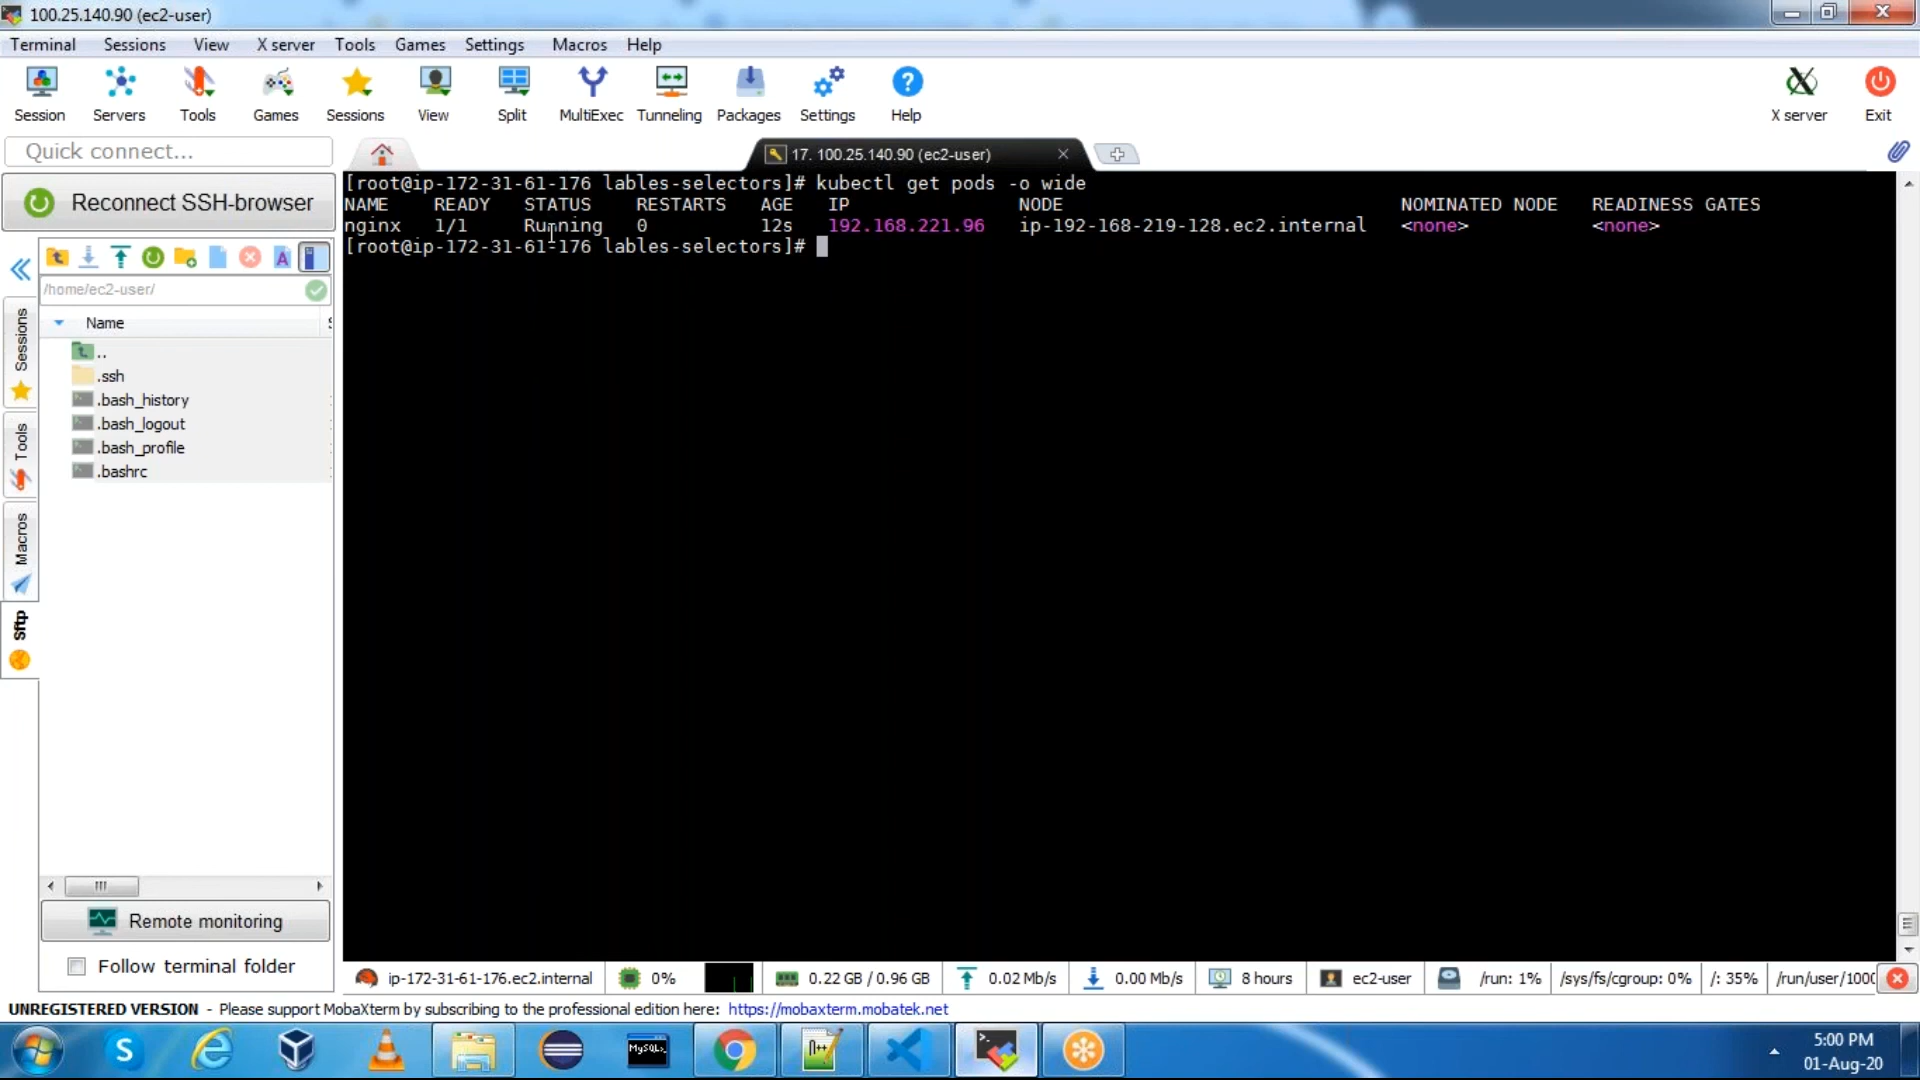 100.25.140.90 (ec2-user)
Terminal Sessions View X server Tools Games Settings Macros Help
Session Servers Tools Games Sessions View Split MultiExec Tunneling Packages Settings Help X server Exit
Quick connect...
17. 100.25.140.90 (ec2-user)
Reconnect SSH-browser
/home/ec2-user/
Name
..
.ssh
.bash_history
.bash_logout
.bash_profile
.bashrc
Sessions
Tools
Macros
Sftp
[root@ip-172-31-61-176 lables-selectors]# kubectl get pods -o wide
NAME READY STATUS RESTARTS AGE IP NODE NOMINATED NODE READINESS GATES
nginx 1/1 Running 0 12s 192.168.221.96 ip-192-168-219-128.ec2.internal <none> <none>
[root@ip-172-31-61-176 lables-selectors]#
Remote monitoring
Follow terminal folder
ip-172-31-61-176.ec2.internal 0% 0.22 GB / 0.96 GB 0.02 Mb/s 0.00 Mb/s 8 hours ec2-user /run: 1% /sys/fs/cgroup: 0% /: 35% /run/user/1000
UNREGISTERED VERSION - Please support MobaXterm by subscribing to the professional edition here: https://mobaxterm.mobatek.net
MySQL
5:00 PM
01-Aug-20